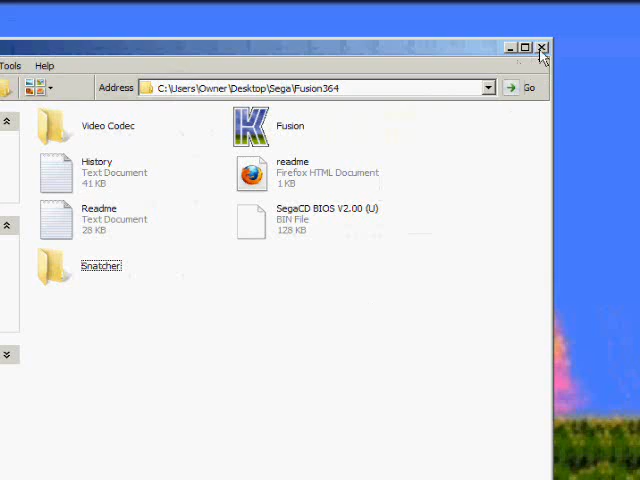 Tools Help
Address C:\Users\Owner\Desktop\Sega\Fusion364 Go
Video Codec
Fusion
History
Text Document
41 KB
readme
Firefox HTML Document
1 KB
Readme
Text Document
28 KB
SegaCD BIOS V2.00 (U)
BIN File
128 KB
Snatcher